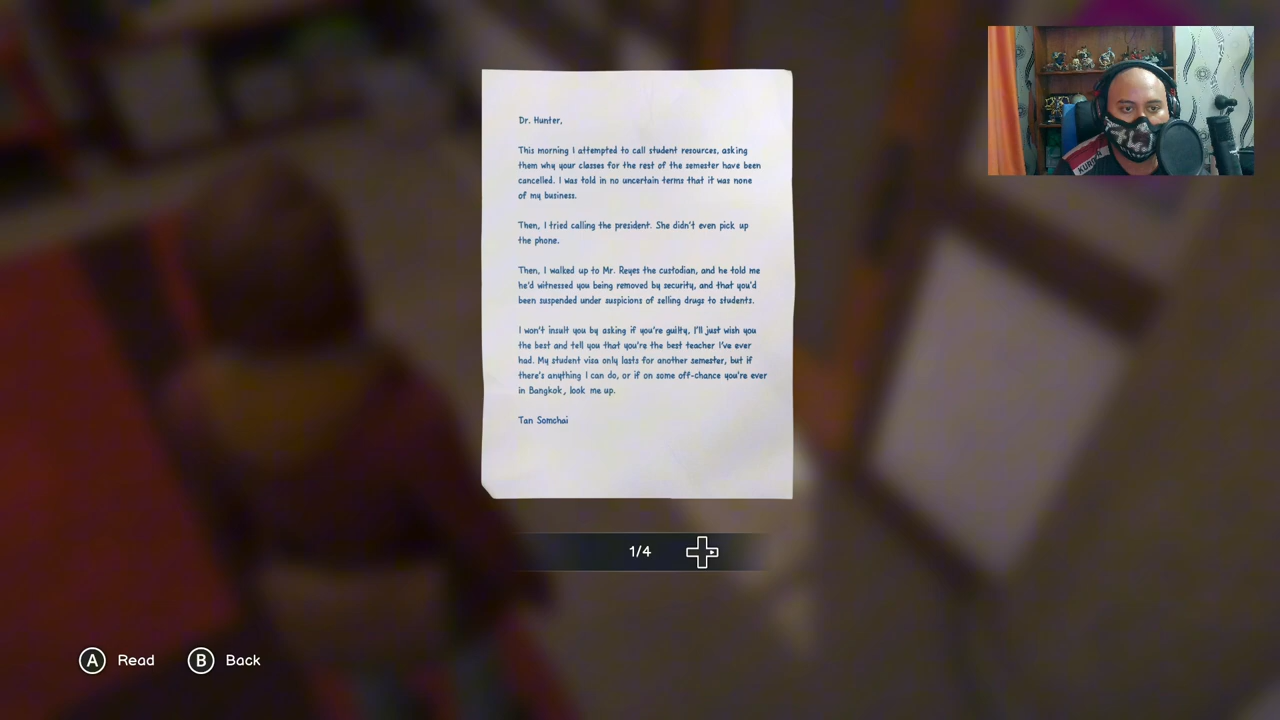 Dr. Hunter,
This morning I attempted to call student resources, asking
them why your classes for the rest of the semester have been
cancelled. I was told in no uncertain terms that it was none
of my business.
Then, I tried calling the president. She didn't even pick up
the phone.
Then, I walked up to Mr. Reyes the custodian, and he told me
he'd witnessed you being removed by security, and that you'd
been suspended under suspicions of selling drugs to students.
I won't insult you by asking if you're guilty, I'll just wish you
the best and tell you that you're the best teacher I've ever
had. My student visa only lasts for another semester, but if
there's anything I can do, or if on some off-chance you're ever
in Bangkok, look me up.
Tan Somchai
1/4
A Read B Back